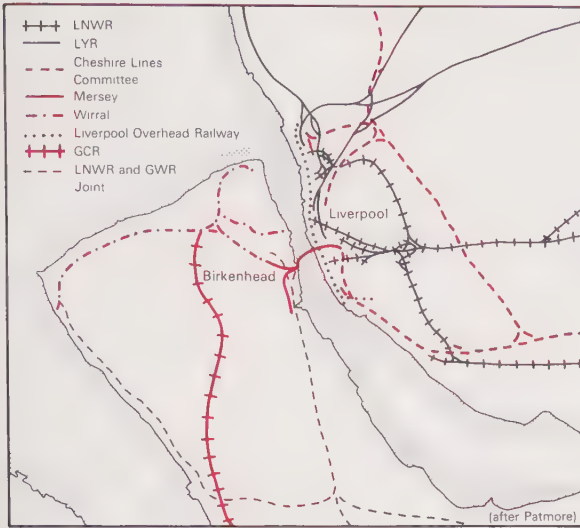 LNWR
LYR
Cheshire Lines
Committee
Mersey
Wirral
Liverpool Overhead Railway
GCR
LNWR and GWR
Joint
Liverpool
Birkenhead
(after Patmore)